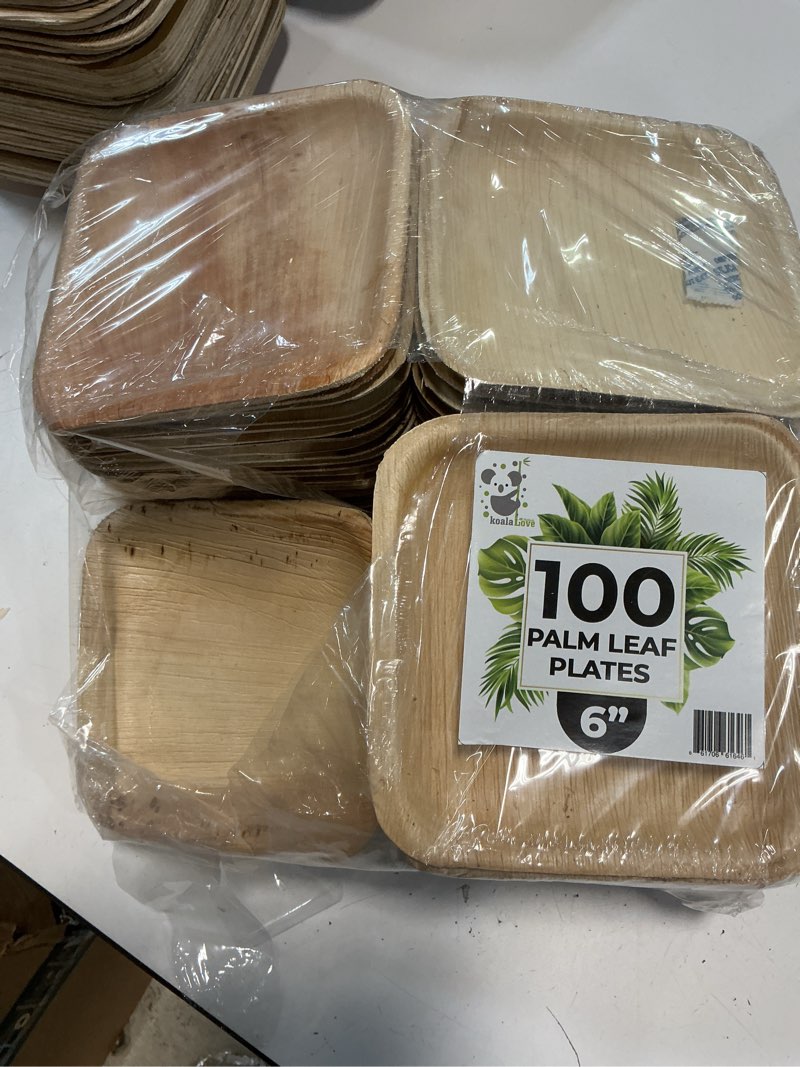 koala Love
100
PALM LEAF
PLATES
6”